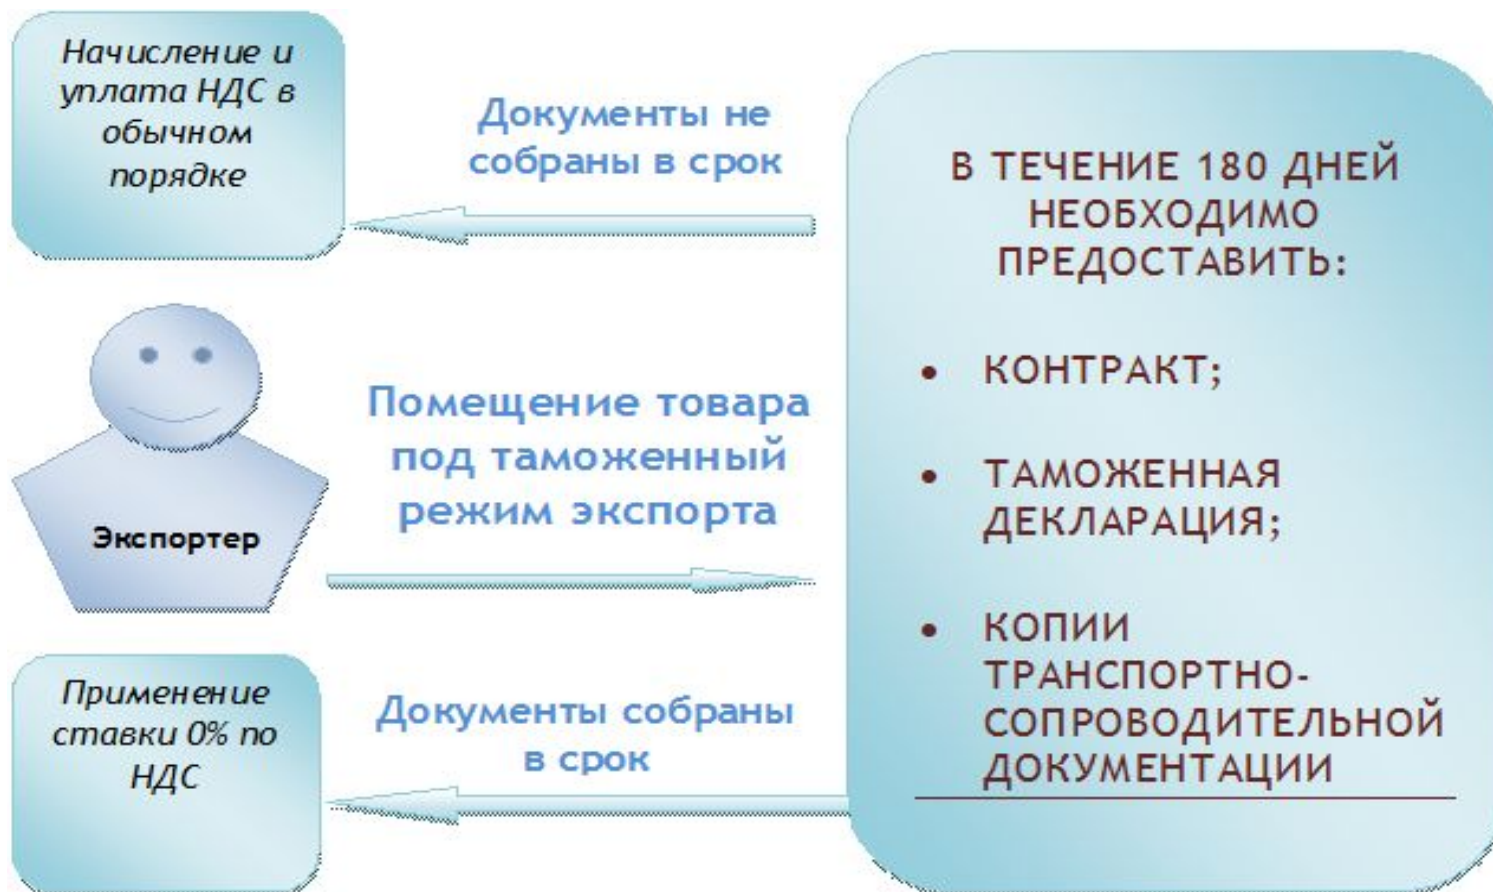 Начисление и
уплата НДС в
обычном
порядке
Документы не
собраны в срок
Экспортер
Помещение товара
под таможенный
режим экспорта
Применение
ставки 0% по
НДС
Документы собраны
в срок
В ТЕЧЕНИЕ 180 ДНЕЙ
НЕОБХОДИМО
ПРЕДОСТАВИТЬ:
• КОНТРАКТ;
• ТАМОЖЕННАЯ
ДЕКЛАРАЦИЯ;
• КОПИИ
ТРАНСПОРТНО-
СОПРОВОДИТЕЛЬНОЙ
ДОКУМЕНТАЦИИ